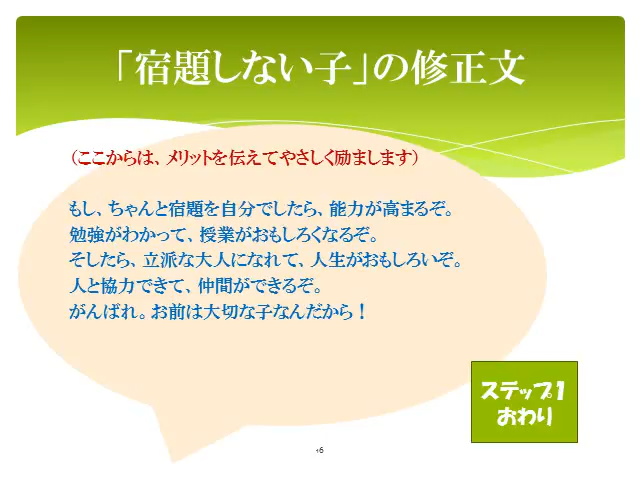 「宿題しない子」の修正文
（ここからは、メリットを伝えてやさしく励まします）
もし、ちゃんと宿題を自分でしたら、能力が高まるぞ。
勉強がわかって、授業がおもしろくなるぞ。
そしたら、立派な大人になれて、人生がおもしろいぞ。
人と協力できて、仲間ができるぞ。
がんばれ。お前は大切な子なんだから！
ステップ1
おわり